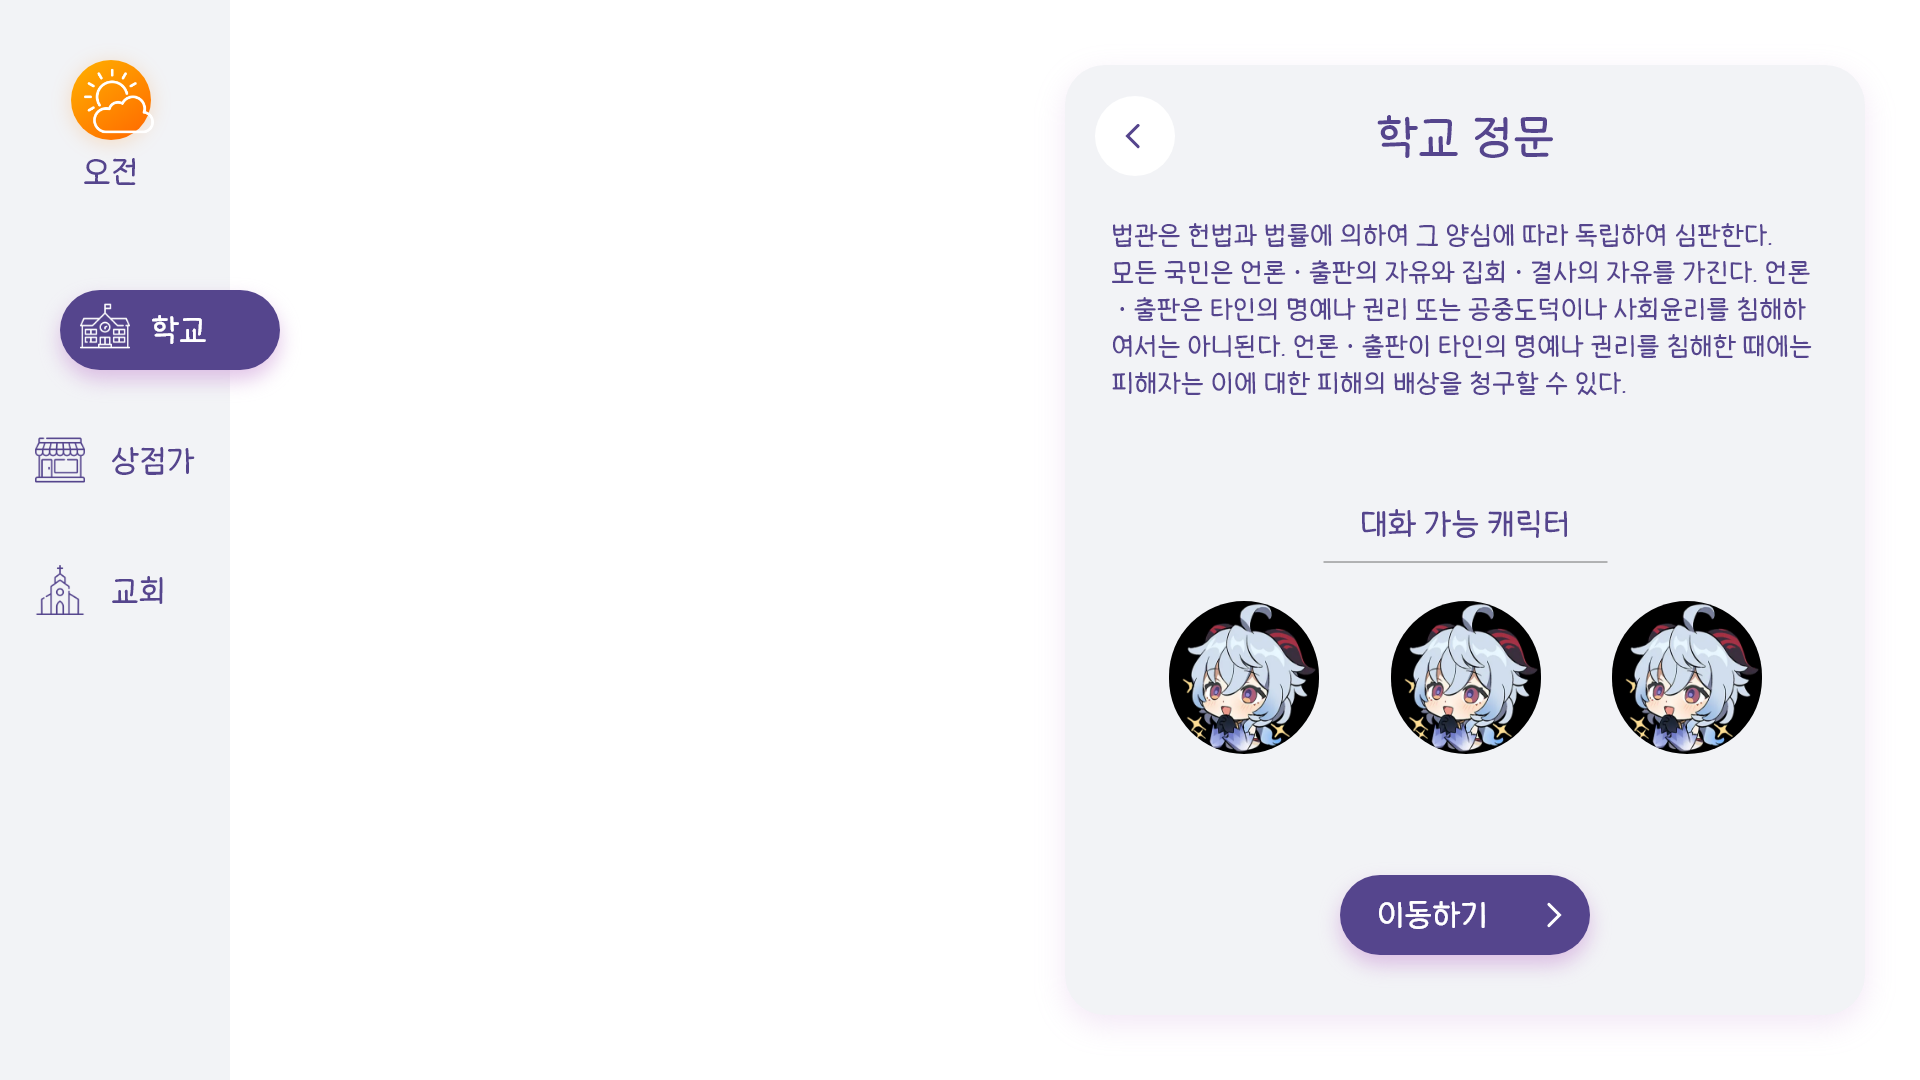 오전
학교
상점가
교회
학교 정문
법관은 헌법과 법률에 의하여 그 양심에 따라 독립하여 심판한다.
모든 국민은 언론 · 출판의 자유와 집회 · 결사의 자유를 가진다. 언론
· 출판은 타인의 명예나 권리 또는 공중도덕이나 사회윤리를 침해하
여서는 아니된다. 언론 · 출판이 타인의 명예나 권리를 침해한 때에는
피해자는 이에 대한 피해의 배상을 청구할 수 있다.
대화 가능 캐릭터
이동하기